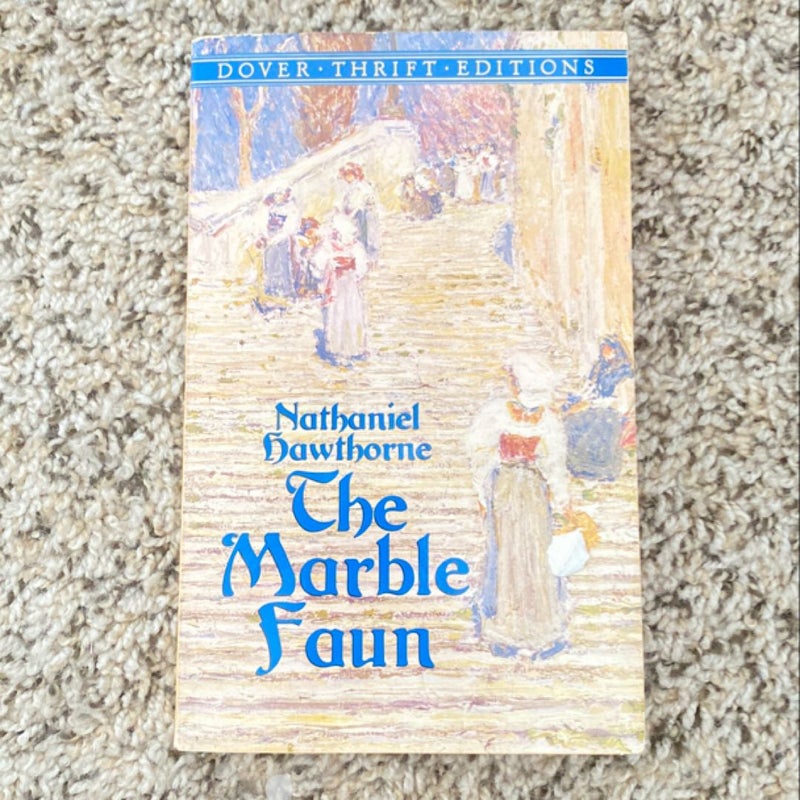 DOVER · THRIFT · EDITIONS
Nathaniel
Hawthorne
The
Marble
Faun